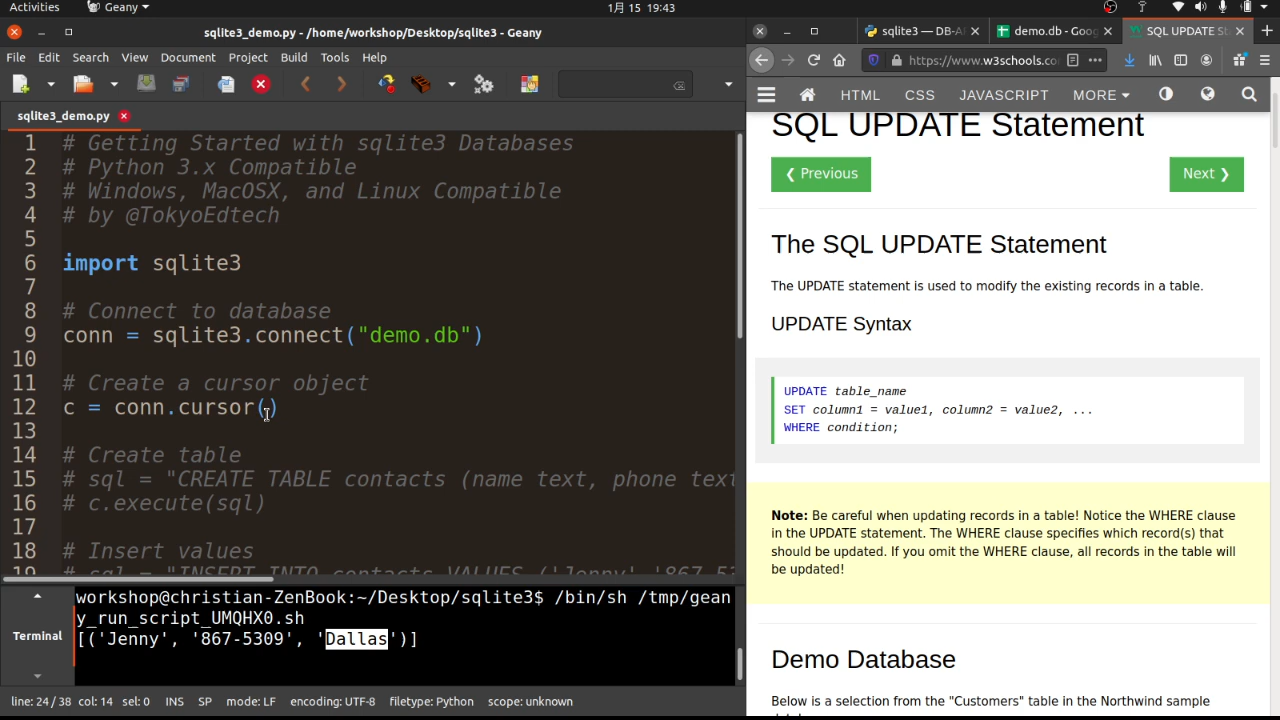 Activities
Geany
1月 15 19:43
sqlite3_demo.py - /home/workshop/Desktop/sqlite3 - Geany
File Edit Search View Document Project Build Tools Help
sqlite3_demo.py
1 # Getting Started with sqlite3 Databases
2 # Python 3.x Compatible
3 # Windows, MacOSX, and Linux Compatible
4 # by @TokyoEdtech
5
6 import sqlite3
7
8 # Connect to database
9 conn = sqlite3.connect("demo.db")
10
11 # Create a cursor object
12 c = conn.cursor()
13
14 # Create table
15 # sql = "CREATE TABLE contacts (name text, phone text
16 # c.execute(sql)
17
18 # Insert values
19 # sql = "INSERT INTO contacts VALUES ('Jenny' '867-53
Terminal
workshop@christian-ZenBook:~/Desktop/sqlite3$ /bin/sh /tmp/gean
y_run_script_UMQHX0.sh
[('Jenny', '867-5309', 'Dallas')]
line: 24 / 38 col: 14 sel: 0 INS SP mode: LF encoding: UTF-8 filetype: Python scope: unknown
sqlite3 — DB-A
demo.db - Goog
SQL UPDATE St
https://www.w3schools.co
HTML CSS JAVASCRIPT MORE
SQL UPDATE Statement
❮ Previous
Next ❯
The SQL UPDATE Statement
The UPDATE statement is used to modify the existing records in a table.
UPDATE Syntax
UPDATE table_name
SET column1 = value1, column2 = value2, ...
WHERE condition;
Note: Be careful when updating records in a table! Notice the WHERE clause
in the UPDATE statement. The WHERE clause specifies which record(s) that
should be updated. If you omit the WHERE clause, all records in the table will
be updated!
Demo Database
Below is a selection from the "Customers" table in the Northwind sample